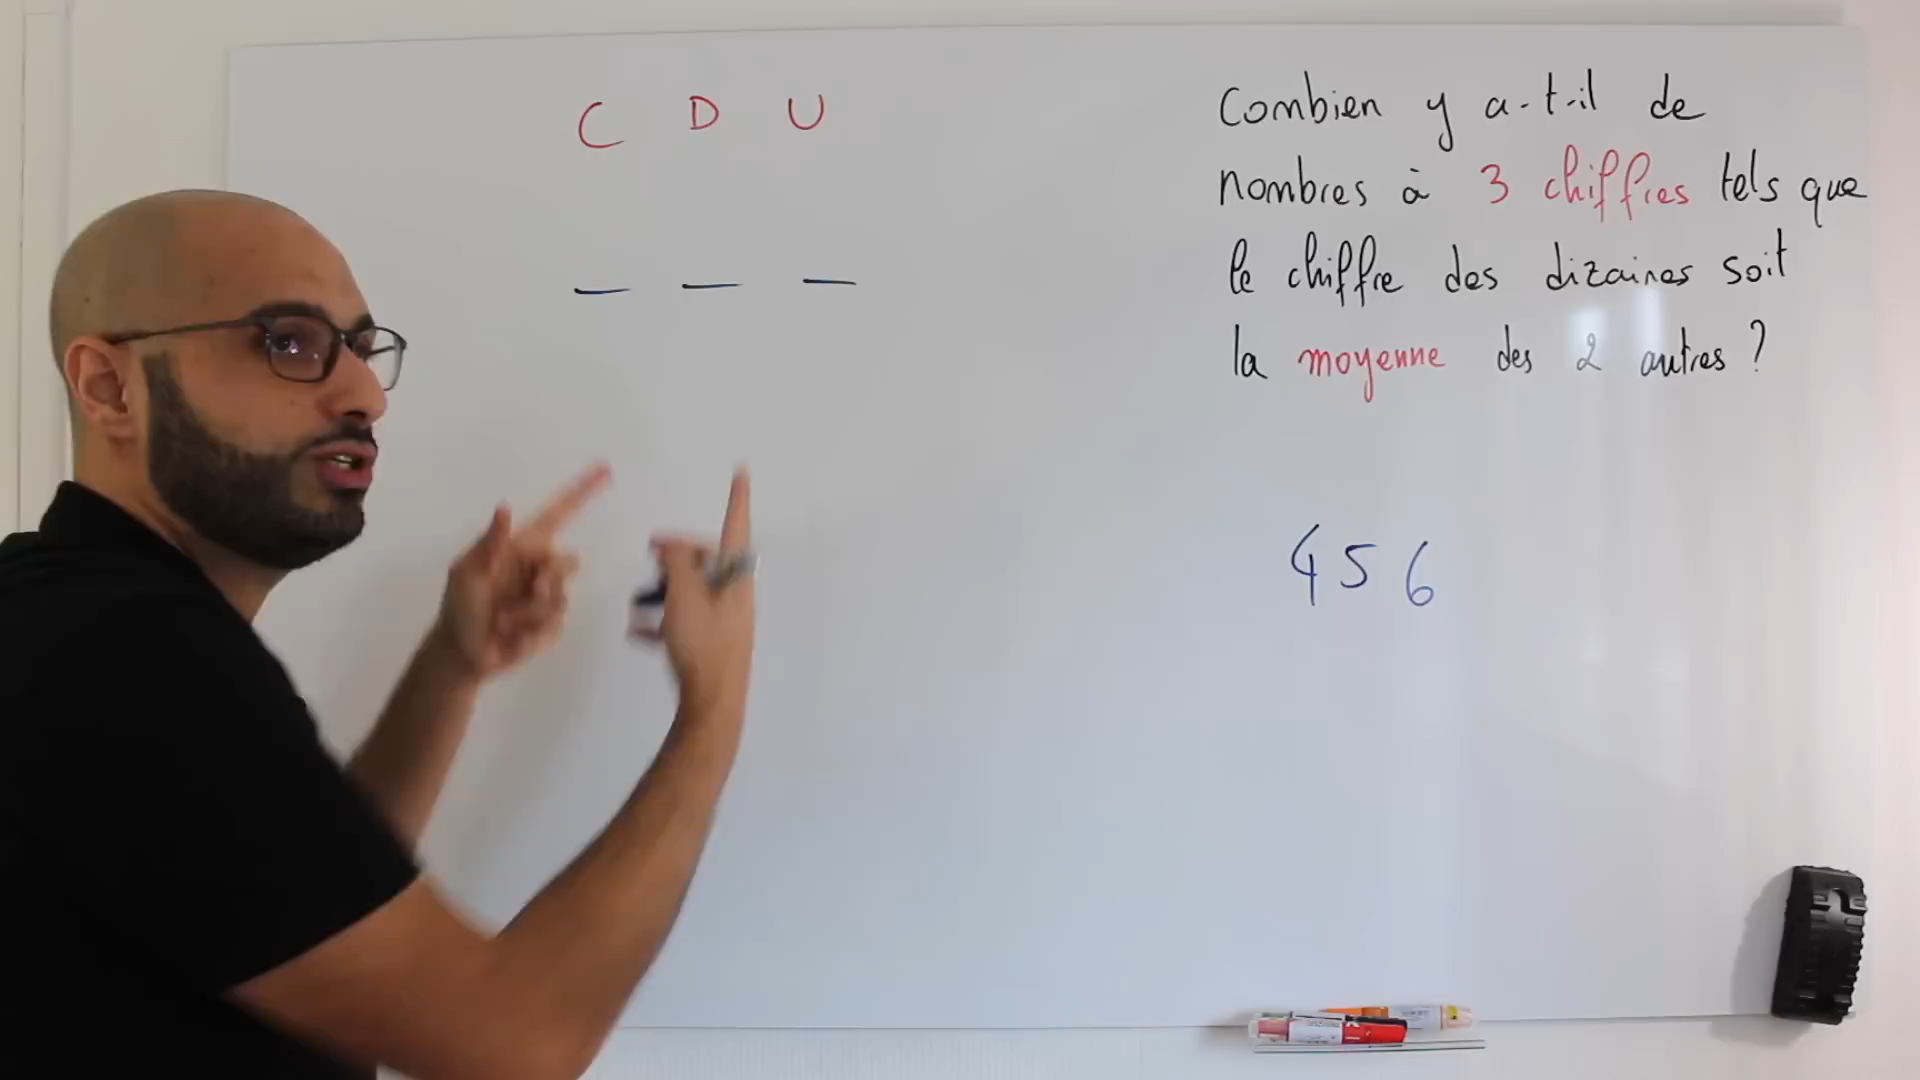 C D U
Combien y a-t-il de
nombres à 3 chiffres tels que
le chiffre des dizaines soit
la moyenne des 2 autres ?
456